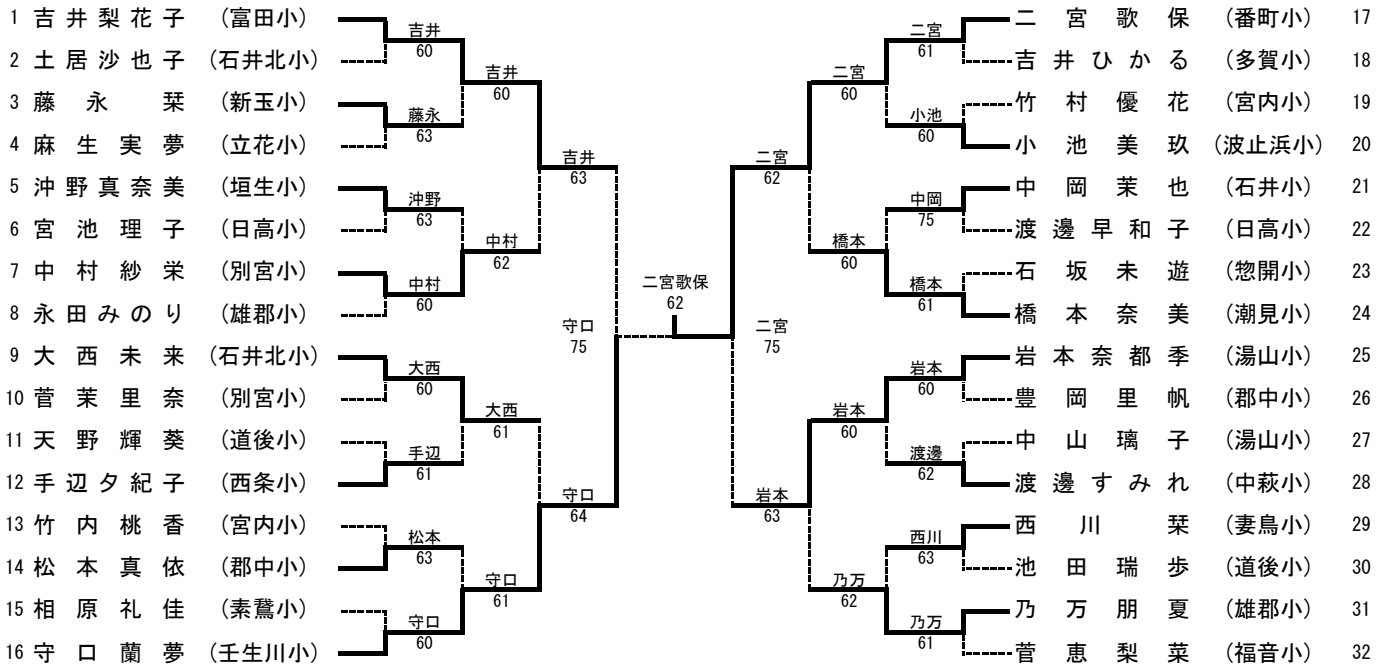 1 吉井梨花子 （富田小）
2 土居沙也子 （石井北小）
3 藤永栞 （新玉小）
4 麻生実夢 （立花小）
5 沖野真奈美 （垣生小）
6 宮池理子 （日高小）
7 中村紗栄 （別宮小）
8 永田みのり （雄郡小）
9 大西未来 （石井北小）
10 菅茉里奈 （別宮小）
11 天野輝葵 （道後小）
12 手辺夕紀子 （西条小）
13 竹内桃香 （宮内小）
14 松本真依 （郡中小）
15 相原礼佳 （素鵞小）
16 守口蘭夢 （壬生川小）
吉井
60
藤永
63
沖野
63
中村
60
大西
60
手辺
61
松本
63
守口
60
吉井
60
中村
62
大西
61
守口
61
吉井
63
守口
64
守口
75
二宮歌保
62
二宮
75
二宮
62
岩本
63
二宮
60
橋本
60
岩本
60
乃万
62
二宮
61
小池
60
中岡
75
橋本
61
岩本
60
渡邊
62
西川
63
乃万
61
二宮歌保 （番町小） 17
吉井ひかる （多賀小） 18
竹村優花 （宮内小） 19
小池美玖 （波止浜小） 20
中岡茉也 （石井小） 21
渡邊早和子 （日高小） 22
石坂未遊 （惣開小） 23
橋本奈美 （潮見小） 24
岩本奈都季 （湯山小） 25
豊岡里帆 （郡中小） 26
中山璃子 （湯山小） 27
渡邊すみれ （中萩小） 28
西川栞 （妻鳥小） 29
池田瑞歩 （道後小） 30
乃万朋夏 （雄郡小） 31
菅恵梨菜 （福音小） 32